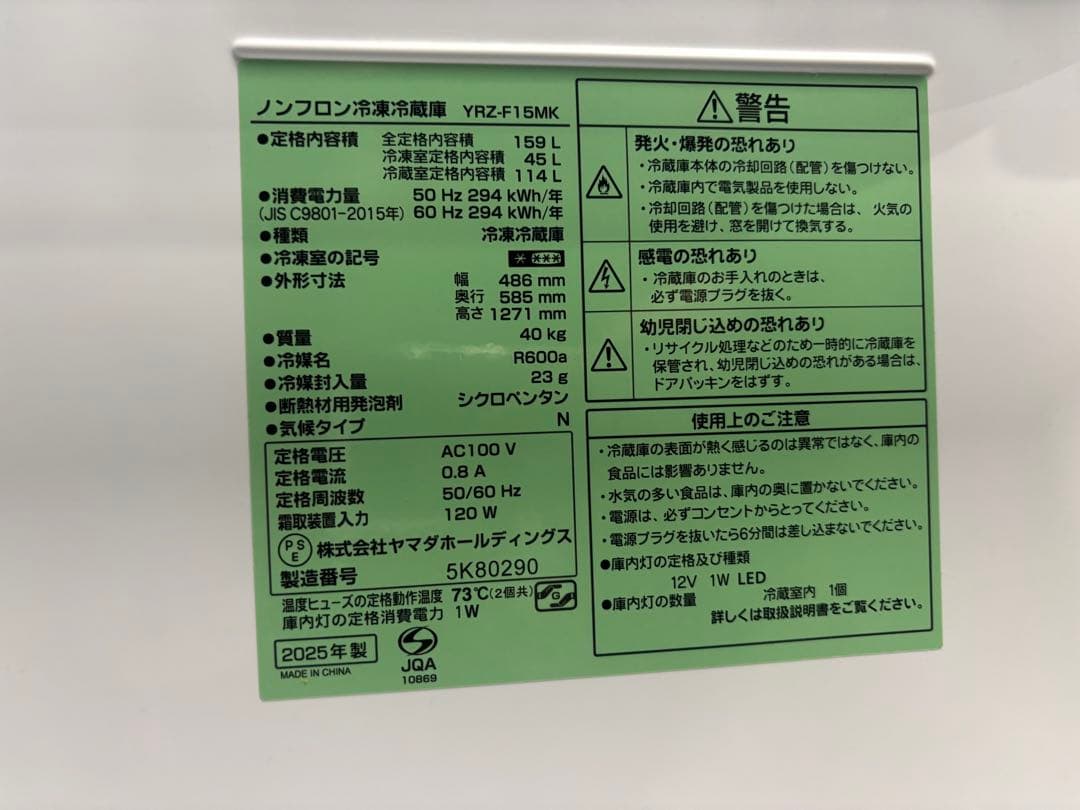 ノンフロン冷凍冷蔵庫 YRZ-F15MK
●定格内容積 全定格内容積 159 L
冷凍室定格内容積 45 L
冷蔵室定格内容積 114 L
●消費電力量 50 Hz 294 kWh/年
(JIS C9801-2015年) 60 Hz 294 kWh/年
●種類 冷凍冷蔵庫
●冷凍室の記号 * ***
●外形寸法 幅 486 mm
奥行 585 mm
高さ 1271 mm
●質量 40 kg
●冷媒名 R600a
●冷媒封入量 23 g
●断熱材用発泡剤 シクロペンタン
●気候タイプ N
定格電圧 AC100 V
定格電流 0.8 A
定格周波数 50/60 Hz
霜取装置入力 120 W
PSE 株式会社ヤマダホールディングス
製造番号 5K80290
温度ヒューズの定格動作温度 73℃(2個共) G
庫内灯の定格消費電力 1W
2025年製
MADE IN CHINA
JQA
10869
警告
発火・爆発の恐れあり
・冷蔵庫本体の冷却回路(配管)を傷つけない。
・冷蔵庫内で電気製品を使用しない。
・冷却回路(配管)を傷つけた場合は、火気の
使用を避け、窓を開けて換気する。
感電の恐れあり
・冷蔵庫のお手入れのときは、
必ず電源プラグを抜く。
幼児閉じ込めの恐れあり
・リサイクル処理などのため一時的に冷蔵庫を
保管され、幼児閉じ込めの恐れがある場合は、
ドアパッキンをはずす。
使用上のご注意
・冷蔵庫の表面が熱く感じるのは異常ではなく、庫内の
食品には影響ありません。
・水気の多い食品は、庫内の奥に置かないでください。
・電源は、必ずコンセントからとってください。
・電源プラグを抜いたら6分間は差し込まないでください。
●庫内灯の定格及び種類
12V 1W LED
●庫内灯の数量 冷蔵室内 1個
詳しくは取扱説明書をご覧ください。